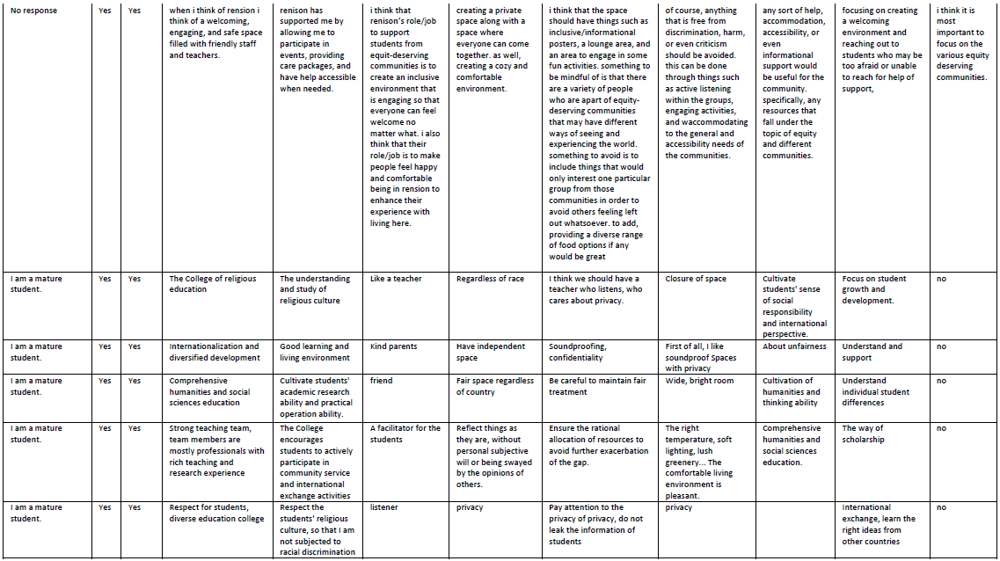 No response
Yes
Yes
when i think of rension i
think of a welcoming,
engaging, and safe space
filled with friendly staff
and teachers.
renison has
supported me by
allowing me to
participate in
events, providing
care packages, and
have help accessible
when needed.
i think that
renison's role/job
to support
students from
equit-deserving
communities is to
create an inclusive
environment that
is engaging so that
everyone can feel
welcome no
matter what. i also
think that their
role/job is to make
people feel happy
and comfortable
being in rension to
enhance their
experience with
living here.
creating a private
space along with a
space where
everyone can come
together. as well,
creating a cozy and
comfortable
environment.
i think that the space
should have things such as
inclusive/informational
posters, a lounge area, and
an area to engage in some
fun activities. something to
be mindful of is that there
are a variety of people
who are apart of equity-
deserving communities
that may have different
ways of seeing and
experiencing the world.
something to avoid is to
include things that would
only interest one particular
group from those
communities in order to
avoid others feeling left
out whatsoever. to add,
providing a diverse range
of food options if any
would be great
of course, anything
that is free from
discrimination, harm,
or even criticism
should be avoided.
this can be done
through things such
as active listening
within the groups,
engaging activities,
and waccommodating
to the general and
accessibility needs of
the communities.
any sort of help,
accommodation,
accessibility, or
even
informational
support would
be useful for the
community.
specifically, any
resources that
fall under the
topic of equity
and different
communities.
focusing on creating
a welcoming
environment and
reaching out to
students who may be
too afraid or unable
to reach for help of
support,
i think it is
most
important to
focus on the
various equity
deserving
communities.
I am a mature
student.
Yes
Yes
The College of religious
education
The understanding
and study of
religious culture
Like a teacher
Regardless of race
I think we should have a
teacher who listens, who
cares about privacy.
Closure of space
Cultivate
students' sense
of social
responsibility
and international
perspective.
Focus on student
growth and
development.
no
I am a mature
student.
Yes
Yes
Internationalization and
diversified development
Good learning and
living environment
Kind parents
Have independent
space
Soundproofing,
confidentiality
First of all, I like
soundproof Spaces
with privacy
About unfairness
Understand and
support
no
I am a mature
student.
Yes
Yes
Comprehensive
humanities and social
sciences education
Cultivate students'
academic research
ability and practical
operation ability.
friend
Fair space regardless
of country
Be careful to maintain fair
treatment
Wide, bright room
Cultivation of
humanities and
thinking ability
Understand
individual student
differences
no
I am a mature
student.
Yes
Yes
Strong teaching team,
team members are
mostly professionals with
rich teaching and
research experience
The College
encourages
students to actively
participate in
community service
and international
exchange activities
A facilitator for the
students
Reflect things as
they are, without
personal subjective
will or being swayed
by the opinions of
others.
Ensure the rational
allocation of resources to
avoid further exacerbation
of the gap.
The right
temperature, soft
lighting, lush
greenery... The
comfortable living
environment is
pleasant.
Comprehensive
humanities and
social sciences
education.
The way of
scholarship
no
I am a mature
student.
Yes
Yes
Respect for students,
diverse education college
Respect the
students' religious
culture, so that I am
not subjected to
racial discrimination
listener
privacy
Pay attention to the
privacy of privacy, do not
leak the information of
students
privacy
International
exchange, learn the
right ideas from
other countries
no